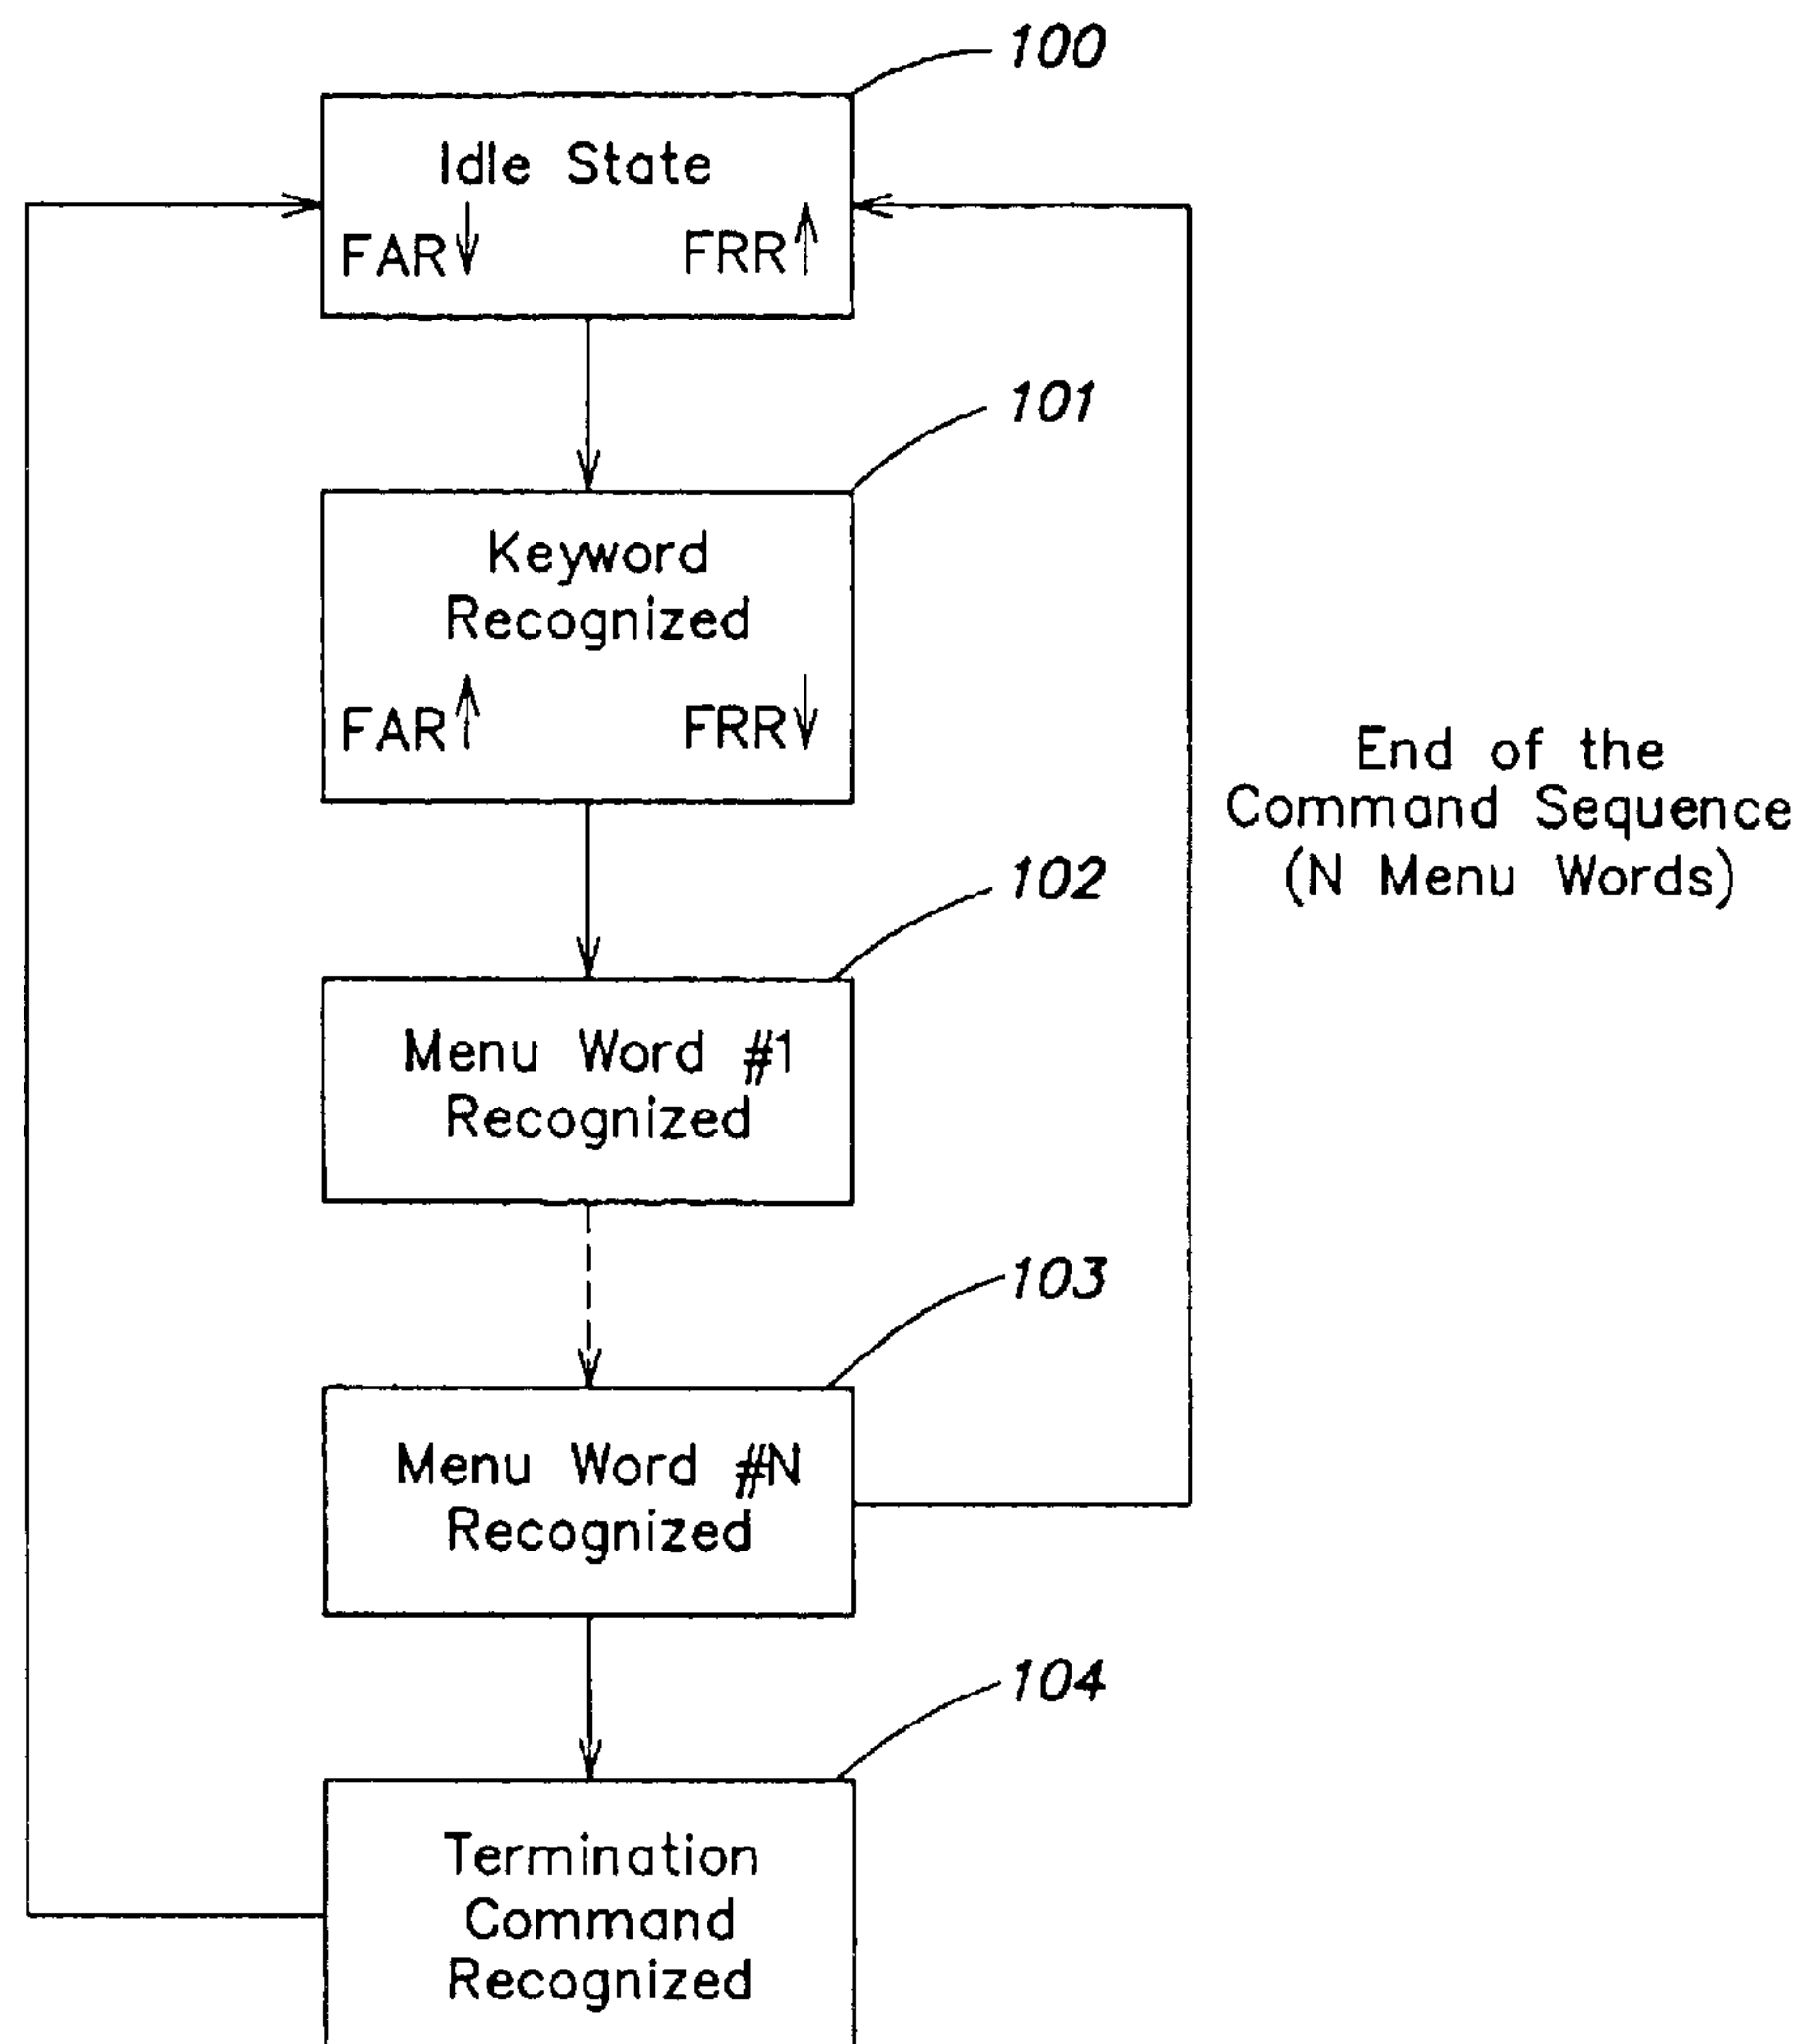 100
Idle State
FAR↓ FRR↑
101
Keyword
Recognized
FAR↑ FRR↓
End of the
Command Sequence
(N Menu Words)
102
Menu Word #1
Recognized
103
Menu Word #N
Recognized
104
Termination
Command
Recognized